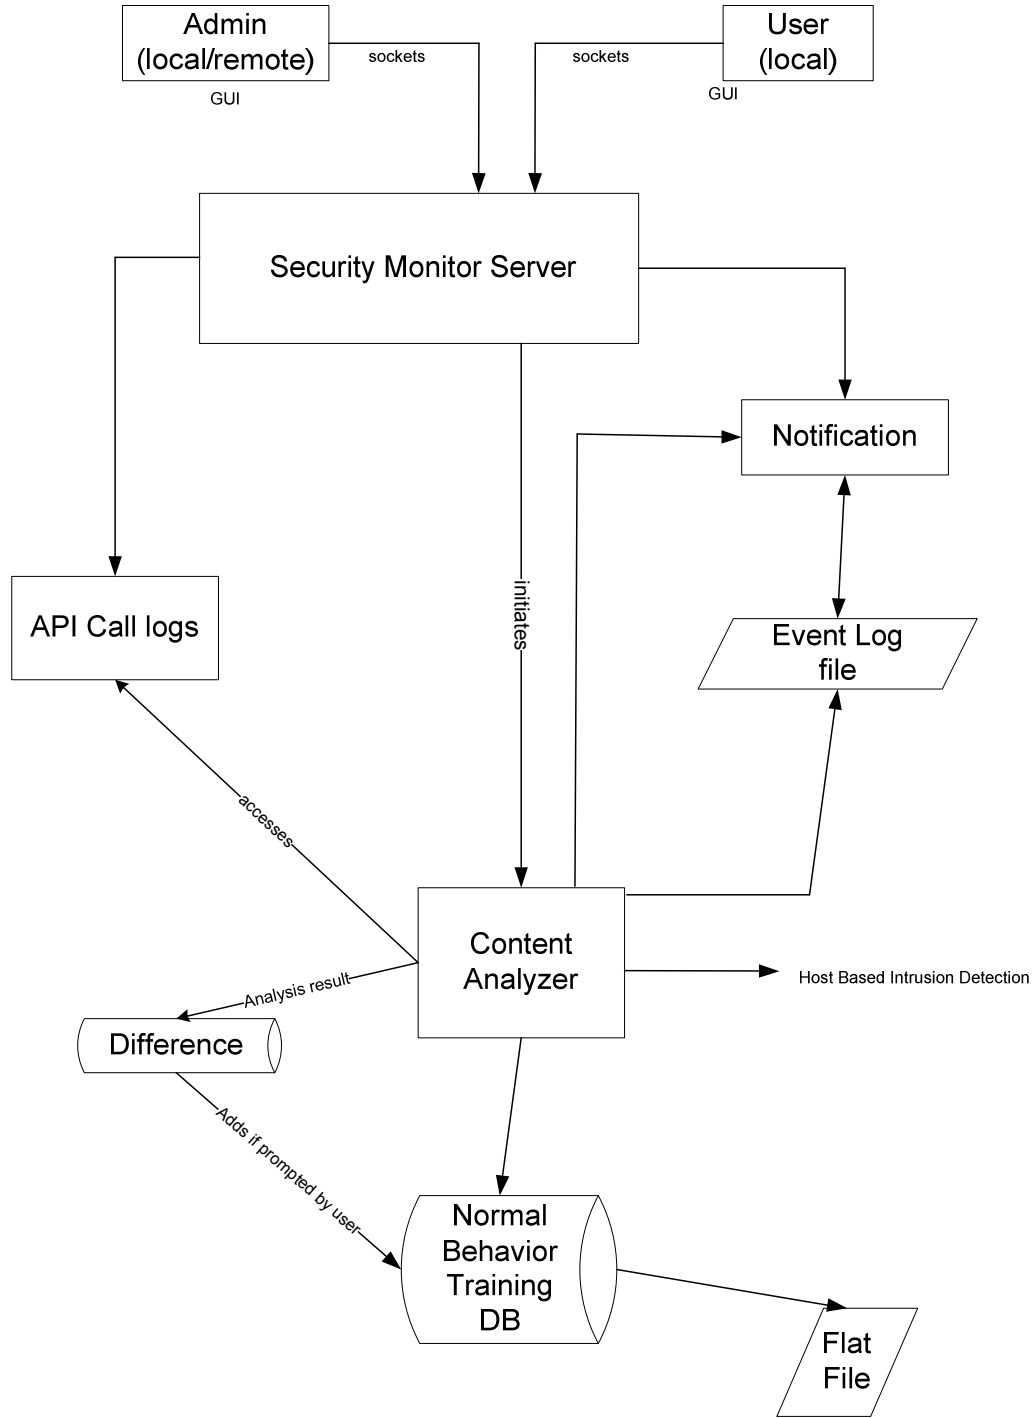 Admin
(local/remote)
User
(local)
sockets
sockets
GUI
GUI
Security Monitor Server
Notification
initiates
API Call logs
Event Log
file
accesses
Content
Analyzer
Host Based Intrusion Detection
Analysis result
Difference
Adds if prompted by user
Normal
Behavior
Training
DB
Flat
File